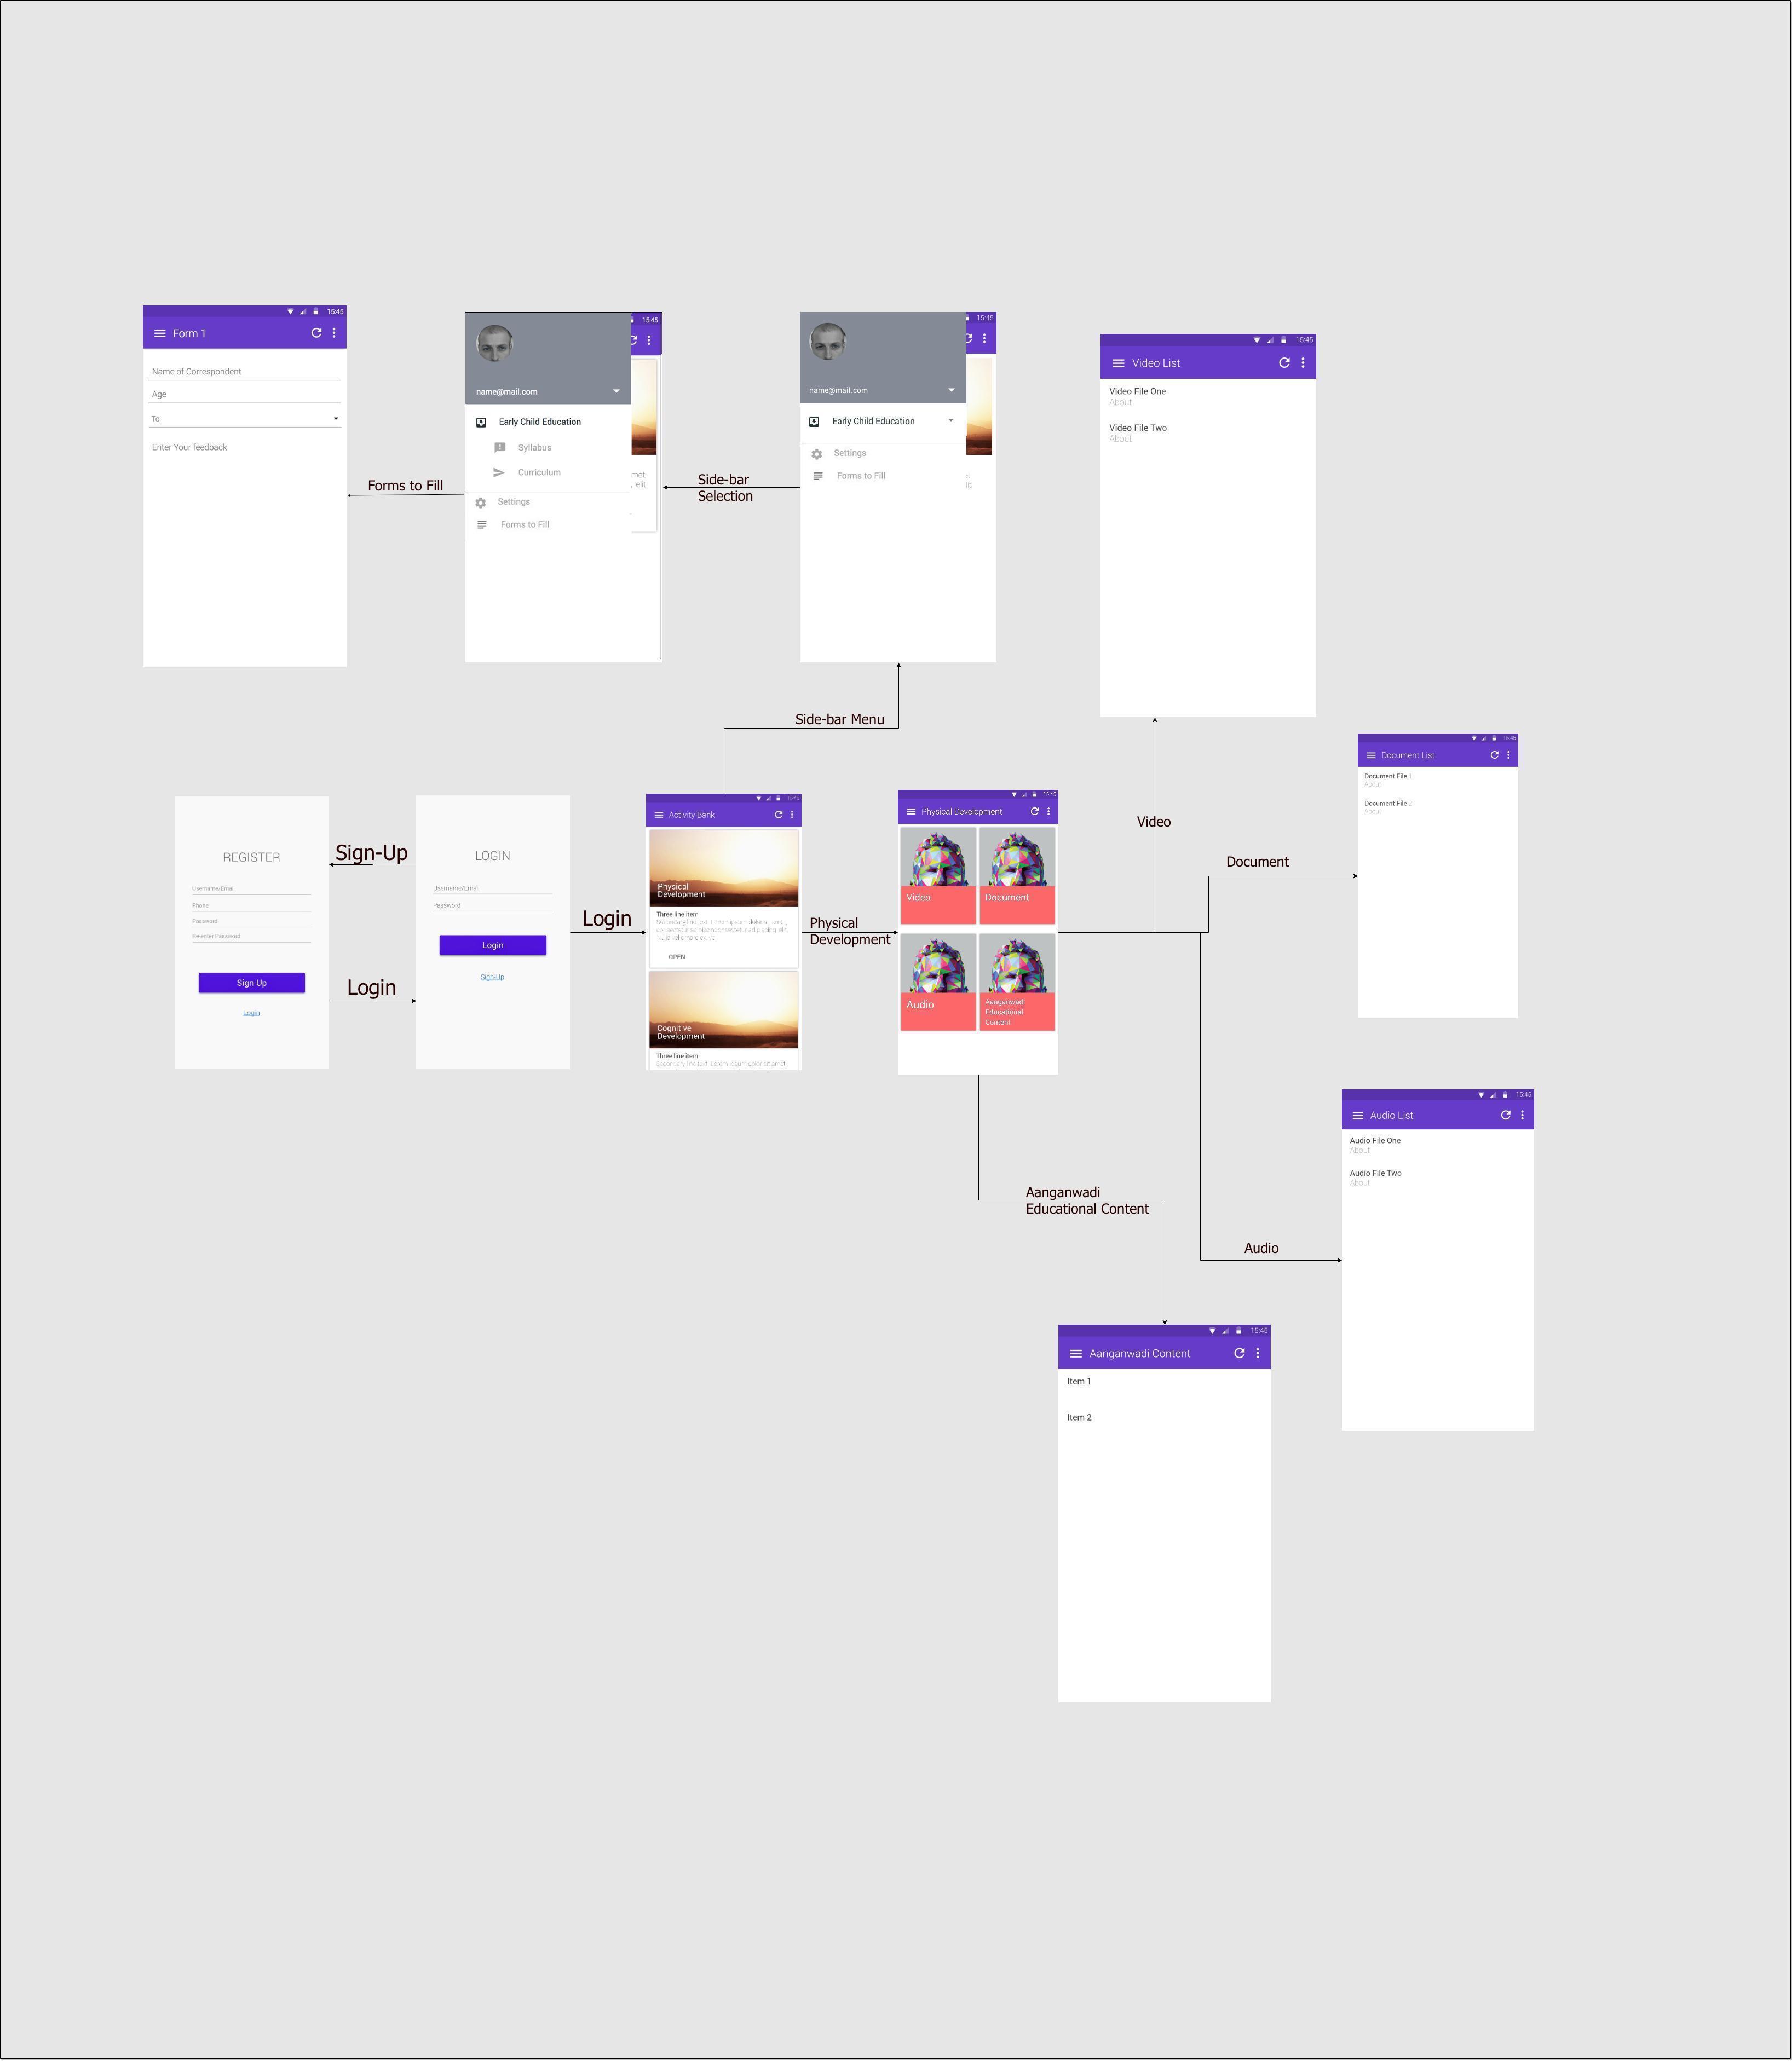 15:45
Form 1
Name of Correspondent
Age
To
Enter Your feedback
Forms to Fill
15:45
name@mail.com
Early Child Education
Syllabus
Curriculum
Settings
Forms to Fill
met,
elit,
Side-bar
Selection
15:45
name@mail.com
Early Child Education
Settings
Forms to Fill
15:45
Video List
Video File One
About
Video File Two
About
Side-bar Menu
15:45
Document List
Document File 1
About
Document File 2
About
REGISTER
Username/Email
Phone
Password
Re-enter Password
Sign Up
Login
Sign-Up
Login
LOGIN
Username/Email
Password
Login
Sign-Up
Login
15:45
Activity Bank
Physical
Development
Three line item
OPEN
Cognitive
Development
Three line item
Physical
Development
15:45
Physical Development
Video
Document
Audio
Aanganwadi
Educational
Content
Video
Document
Aanganwadi
Educational Content
Audio
15:45
Audio List
Audio File One
About
Audio File Two
About
15:45
Aanganwadi Content
Item 1
Item 2